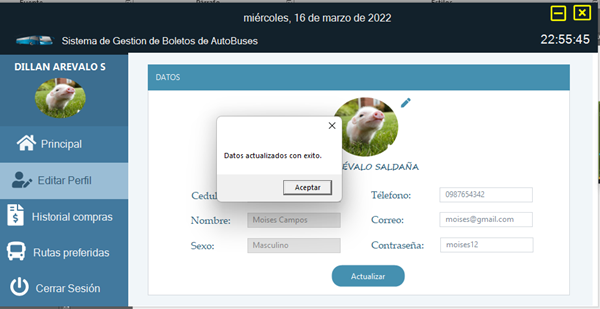 miércoles, 16 de marzo de 2022
Sistema de Gestion de Boletos de AutoBuses
22:55:45
DILLAN AREVALO S
Principal
Editar Perfil
Historial compras
Rutas preferidas
Cerrar Sesión
DATOS
ÉVALO SALDAÑA
Datos actualizados con exito.
Aceptar
Cedul
Télefono:
0987654342
Nombre:
Moises Campos
Correo:
moises@gmail.com
Sexo:
Masculino
Contraseña:
moises12
Actualizar